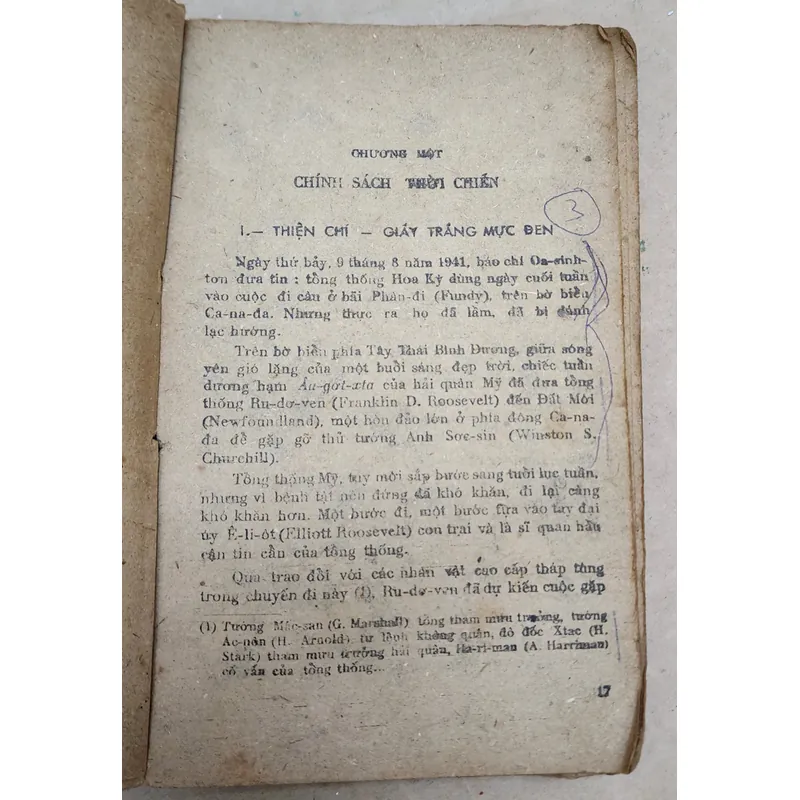 CHƯƠNG MỘT
CHÍNH SÁCH THỜI CHIẾN
3
I.— THIỆN CHÍ — GIẤY TRẮNG MỰC ĐEN
Ngày thứ bảy, 9 tháng 8 năm 1941, báo chí Oa-sinh-
tơn đưa tin : tổng thống Hoa Kỳ dùng ngày cuối tuần
vào cuộc đi câu ở bãi Phân-đi (Fundy), trên bờ biển
Ca-na-đa. Nhưng thực ra họ đã lầm, đã bị đánh
lạc hướng.
Trên bờ biển phía Tây Thái Bình Dương, giữa sóng
yên gió lặng của một buổi sáng đẹp trời, chiếc tuần
dương hạm Âu-gơt-xta của hải quân Mỹ đã đưa tổng
thống Ru-dơ-ven (Franklin D. Roosevelt) đến Đất Mới
(Newfoundland), một hòn đảo lớn ở phía đông Ca-na-
đa để gặp gỡ thủ tướng Anh Sơc-sin (Winston S.
Churchill).
Tổng thống Mỹ, tuy mới sắp bước sang tuổi lục tuần,
nhưng vì bệnh tật nên đứng đã khó khăn, đi lại càng
khó khăn hơn. Một bước đi, một bước tựa vào tay đại
úy Ê-li-ôt (Elliott Roosevelt) con trai và là sĩ quan hầu
cận tin cẩn của tổng thống.
Qua trao đổi với các nhân vật cao cấp tháp tùng
trong chuyến đi này (1), Ru-dơ-ven đã dự kiến cuộc gặp
(1) Tướng Mác-san (G. Marshall) tổng tham mưu trưởng, tướng
Ac-nôn (H. Arnold), tư lệnh không quân, đô đốc Xtac (H.
Stark) tham mưu trưởng hải quân, Ha-ri-man (A. Harriman)
cố vấn của tổng thống...
17